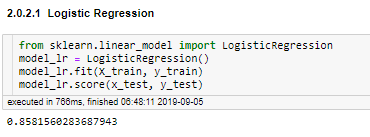 2.0.2.1 Logistic Regression
from sklearn.linear_model import LogisticRegression
model_lr = LogisticRegression()
model_lr.fit(X_train, y_train)
model_lr.score(x_test, y_test)
executed in 766ms, finished 06:48:11 2019-09-05
0.8581560283687943